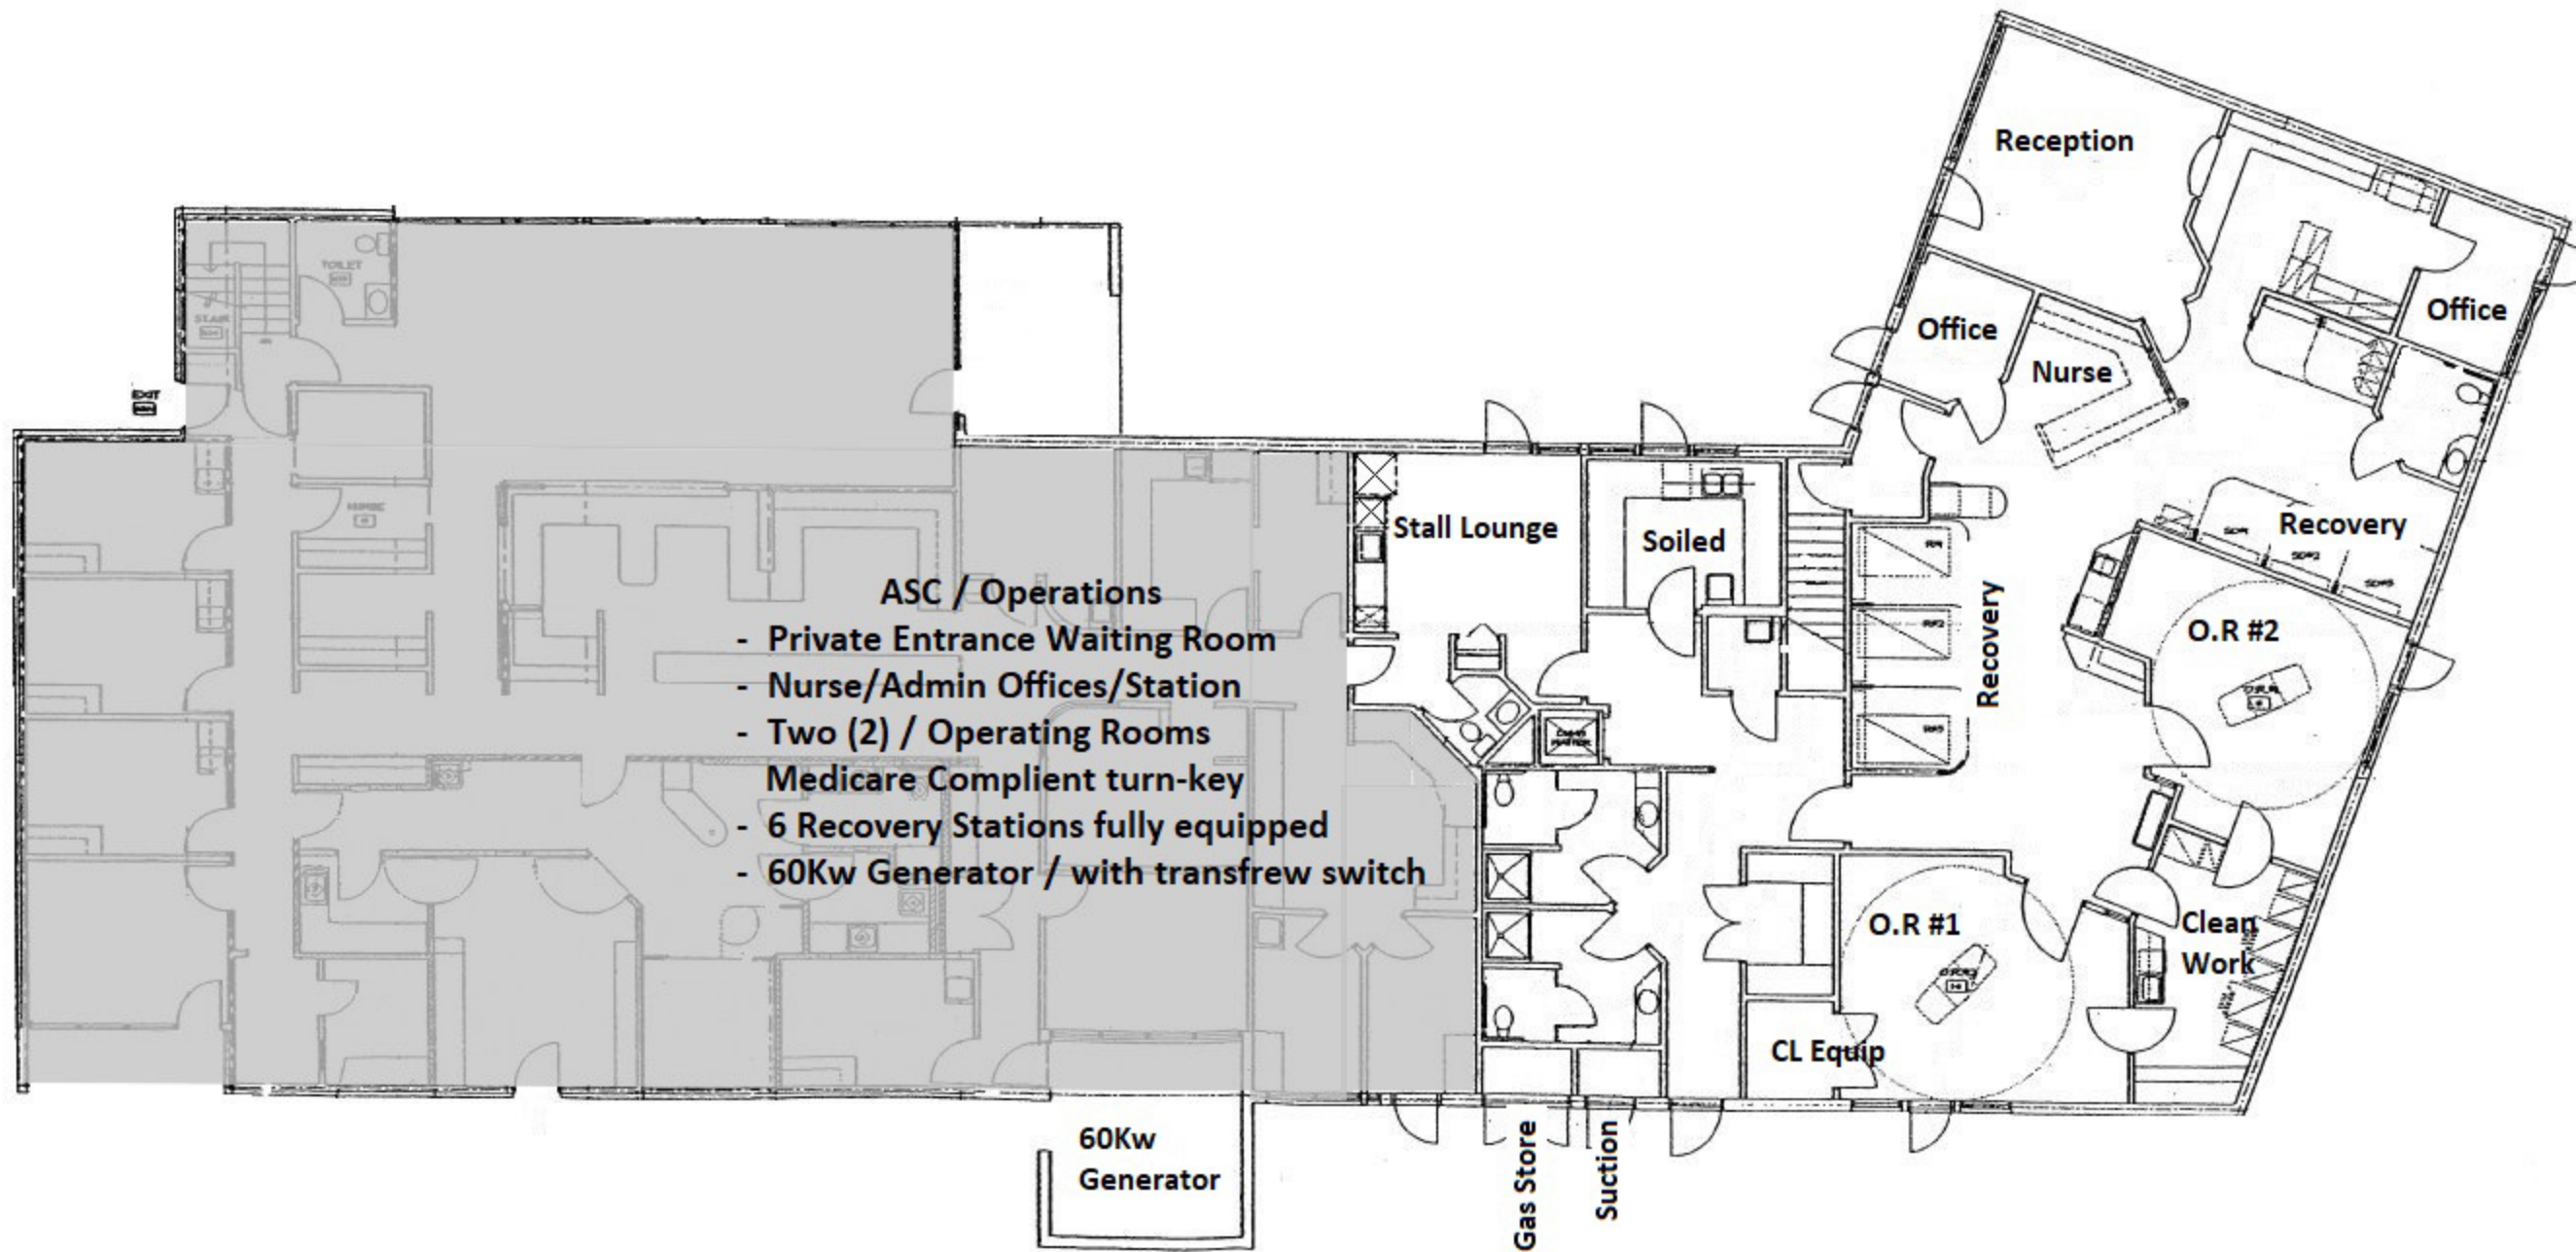 Reception
TOILET
STAIR
EXIT
Office
Office
Nurse
NURSE
Stall Lounge
Soiled
Recovery
Recovery
O.R #2
ASC / Operations
- Private Entrance Waiting Room
- Nurse/Admin Offices/Station
- Two (2) / Operating Rooms
Medicare Complient turn-key
- 6 Recovery Stations fully equipped
- 60Kw Generator / with transfrew switch
O.R #1
Clean
Work
CL Equip
60Kw
Generator
Gas Store
Suction